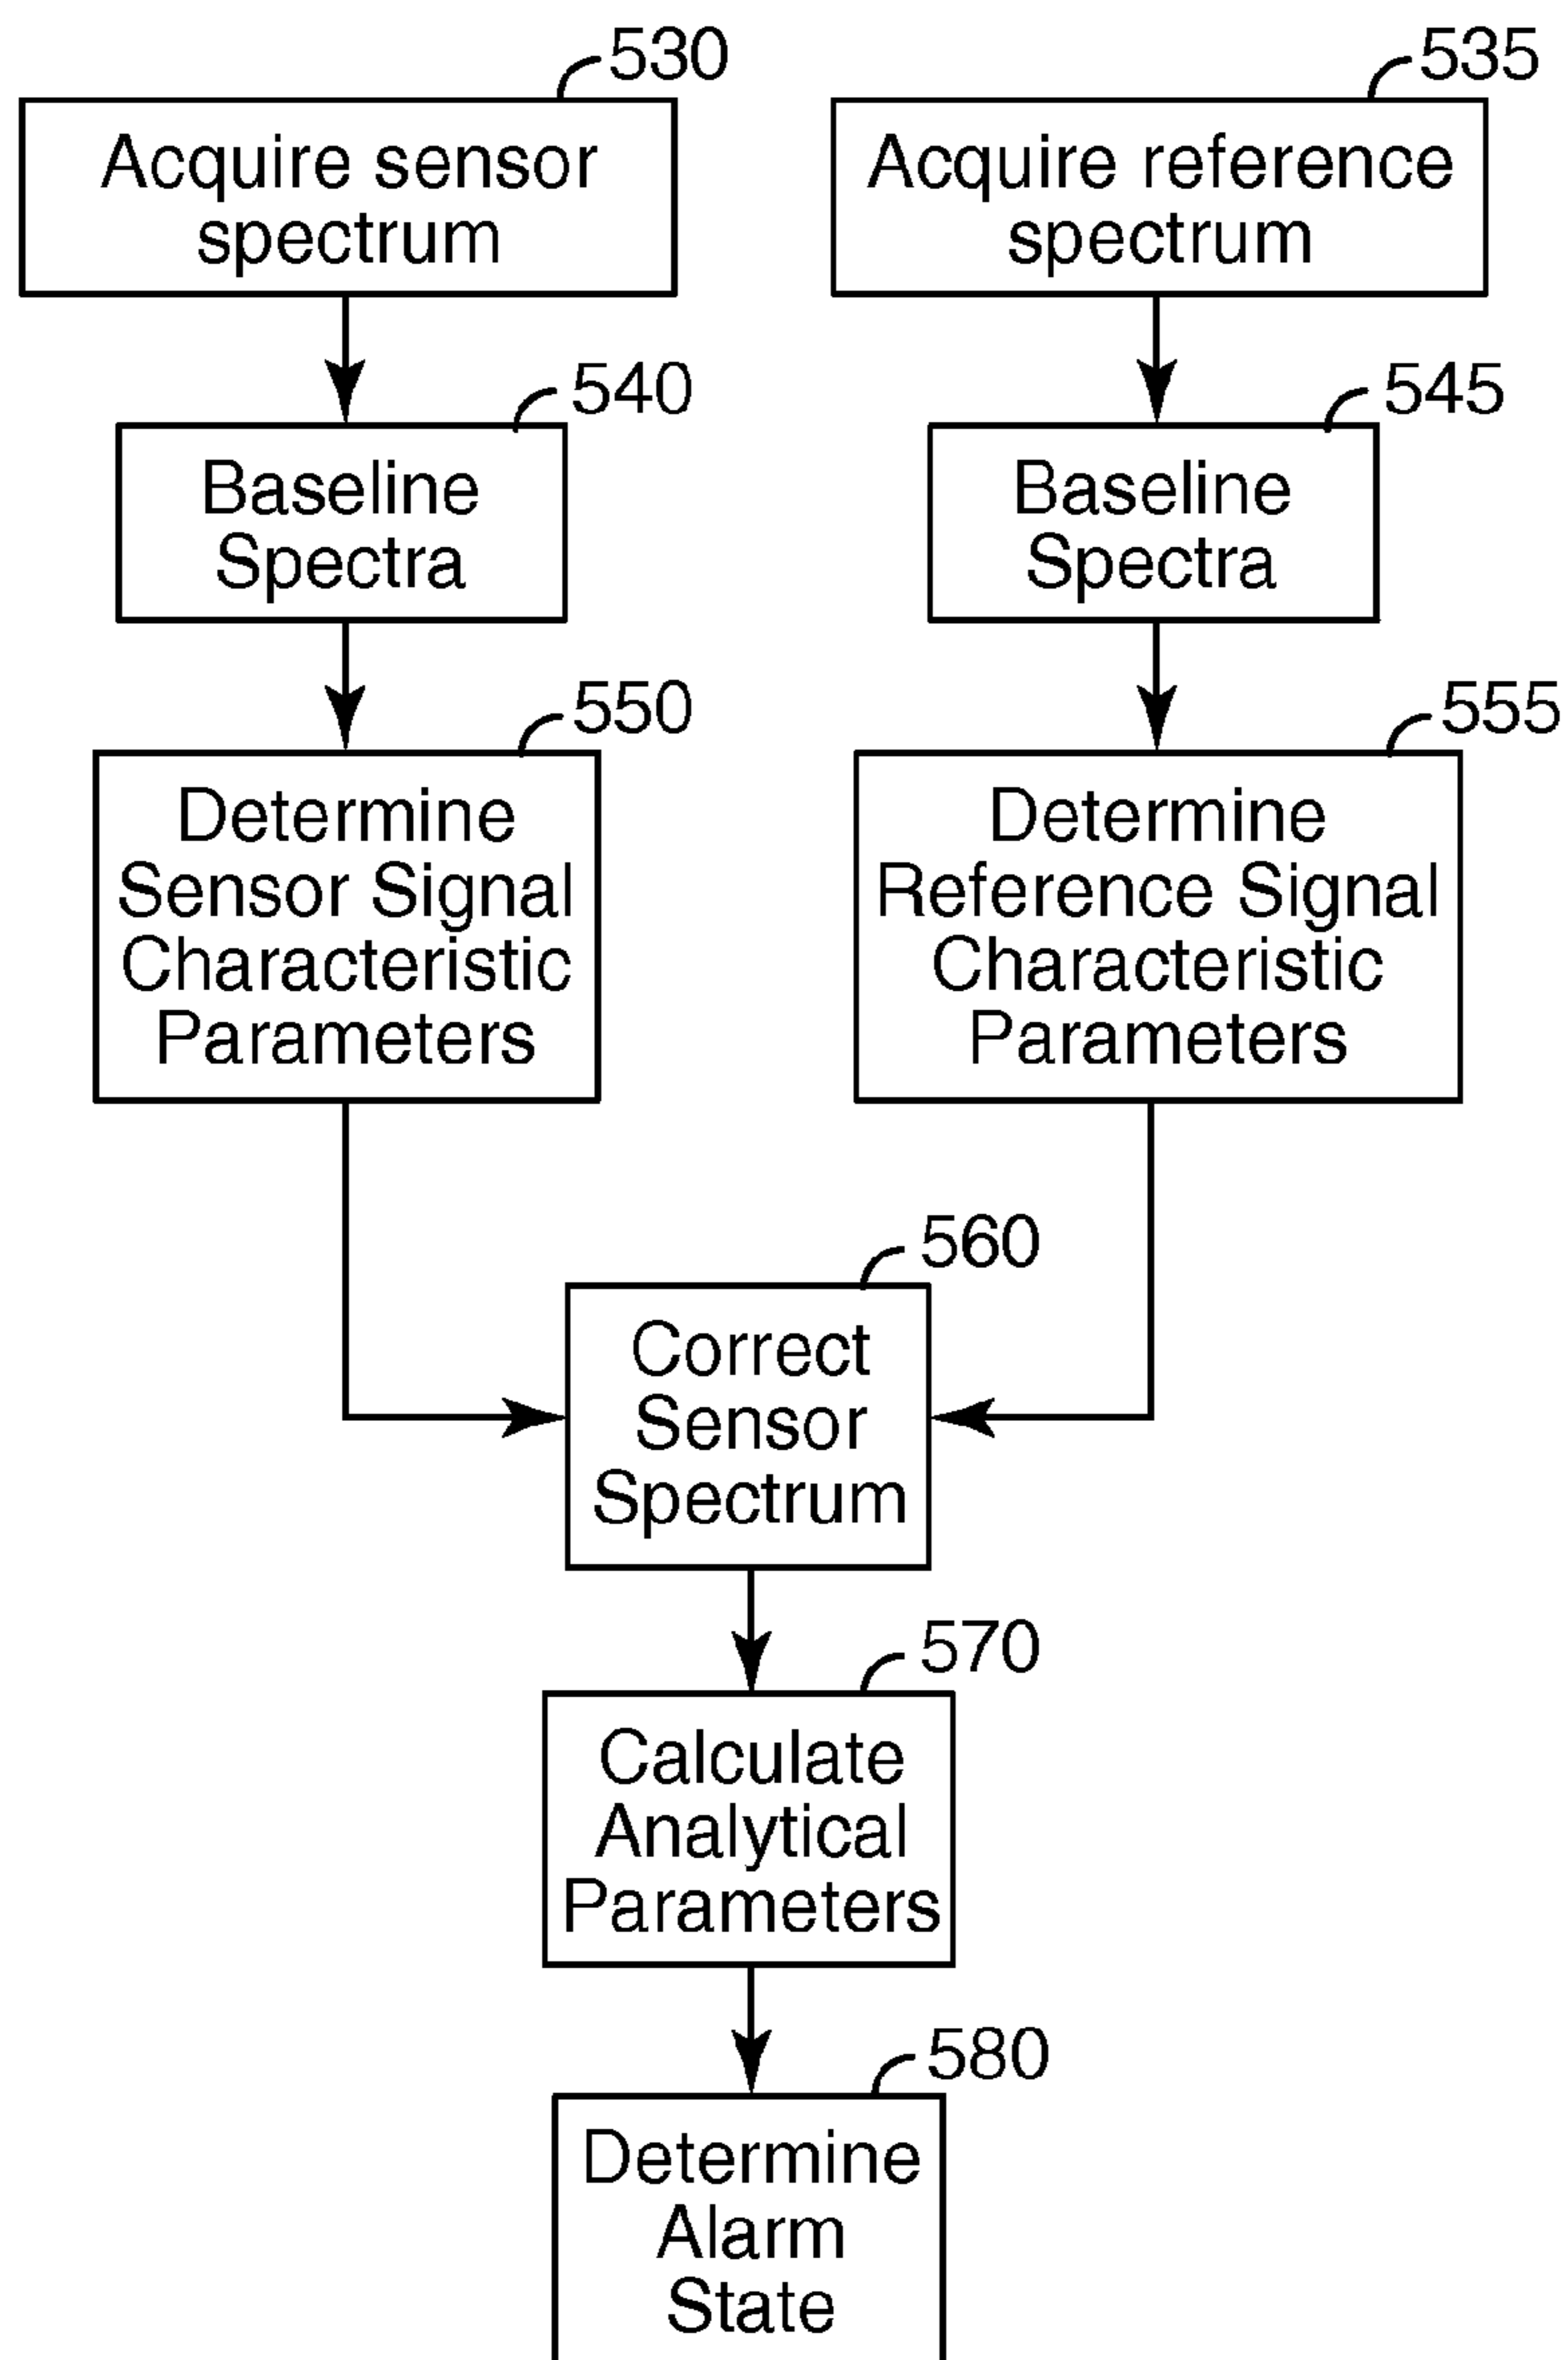 530
Acquire sensor
spectrum
535
Acquire reference
spectrum
540
Baseline
Spectra
545
Baseline
Spectra
550
Determine
Sensor Signal
Characteristic
Parameters
555
Determine
Reference Signal
Characteristic
Parameters
560
Correct
Sensor
Spectrum
570
Calculate
Analytical
Parameters
580
Determine
Alarm
State